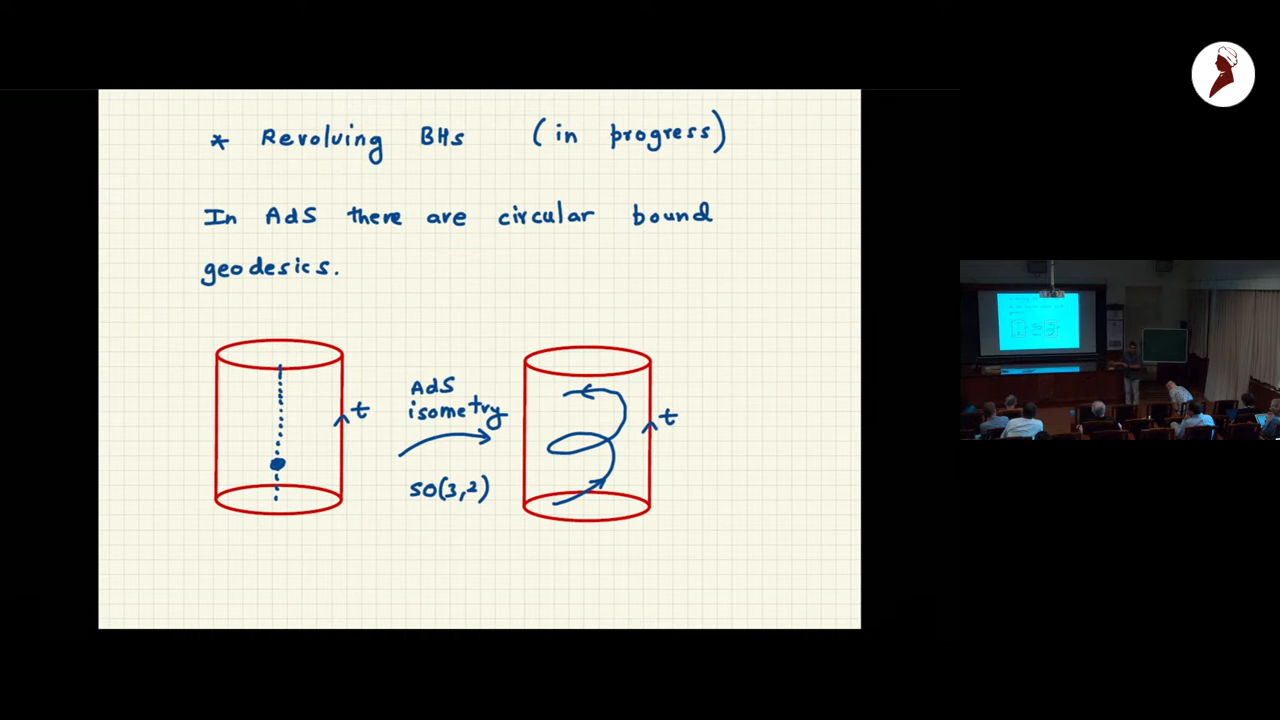 * Revolving BHs (in progress)
In AdS there are circular bound
geodesics.
AdS
isometry
SO(3,2)
t
t